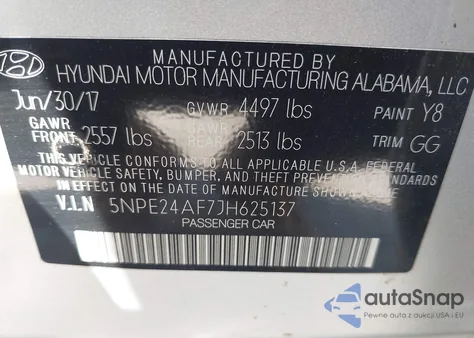 MANUFACTURED BY
HYUNDAI MOTOR MANUFACTURING ALABAMA, LLC
Jun/30/17 GVWR 4497 lbs PAINT Y8
GAWR FRONT 2557 lbs GAWR REAR 2513 lbs TRIM GG
THIS VEHICLE CONFORMS TO ALL APPLICABLE U.S.A. FEDERAL
MOTOR VEHICLE SAFETY, BUMPER, AND THEFT PREVENTION STANDARDS
IN EFFECT ON THE DATE OF MANUFACTURE SHOWN ABOVE.
V.I.N 5NPE24AF7JH625137
PASSENGER CAR
autoSnap
Pewne auta z aukcji USA i EU